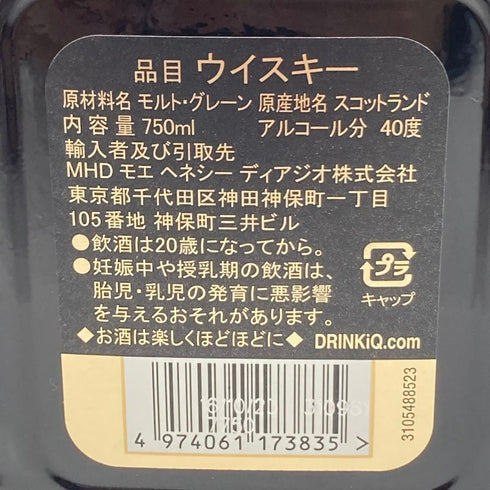 品目 ウイスキー
原材料名 モルト・グレーン 原産地名 スコットランド
内容量 750ml アルコール分 40度
輸入者及び引取先
MHD モエ ヘネシー ディアジオ株式会社
東京都千代田区神田神保町一丁目
105番地 神保町三井ビル
●飲酒は20歳になってから。
●妊娠中や授乳期の飲酒は、
胎児・乳児の発育に悪影響
を与えるおそれがあります。
プラ
キャップ
◆お酒は楽しくほどほどに◆ DRINKiQ.com
4 974061 173835 >
3105488523